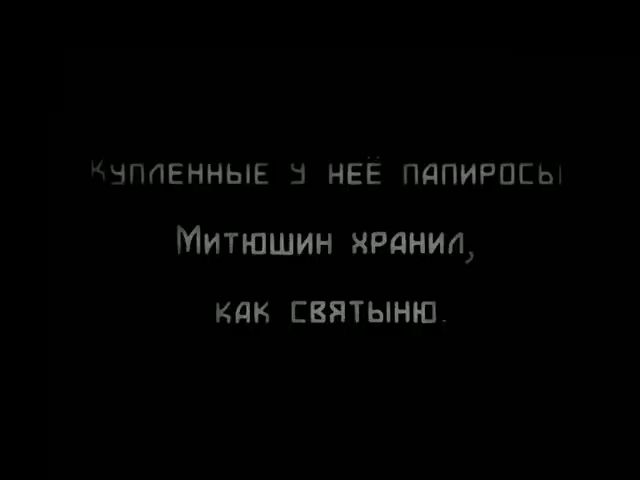 Купленные у неё папиросы
Митюшин хранил,
как святыню.